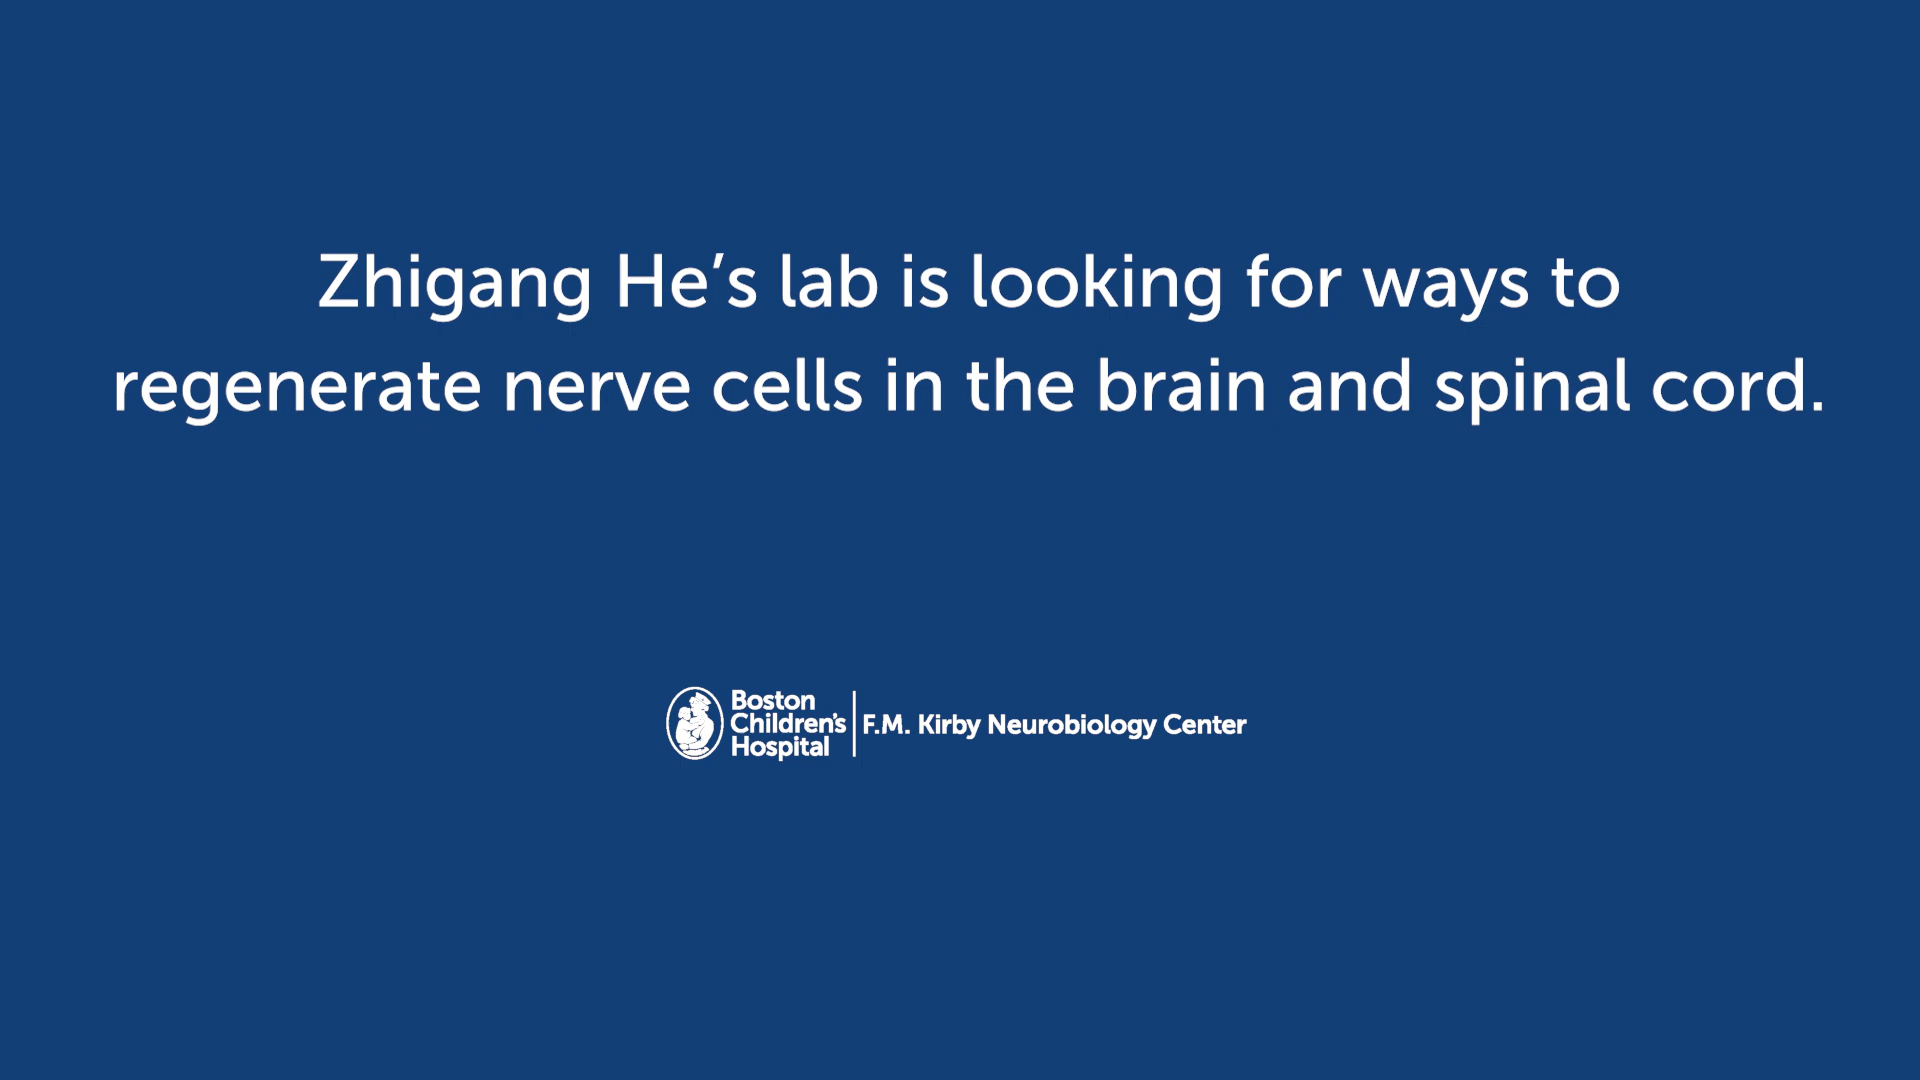 Zhigang He’s lab is looking for ways to
regenerate nerve cells in the brain and spinal cord.
Boston
Children’s
Hospital
F.M. Kirby Neurobiology Center